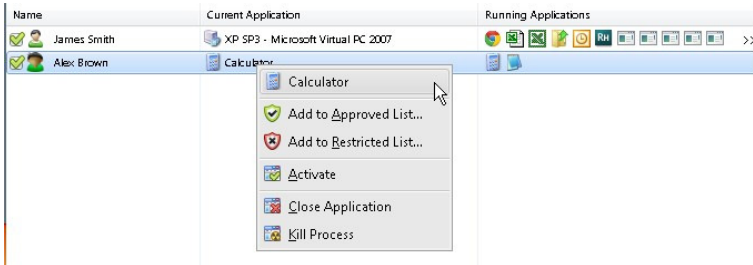 Name Current Application Running Applications
James Smith XP SP3 - Microsoft Virtual PC 2007 RH >>
Alex Brown Calculator
Calculator
Add to Approved List...
Add to Restricted List...
Activate
Close Application
Kill Process